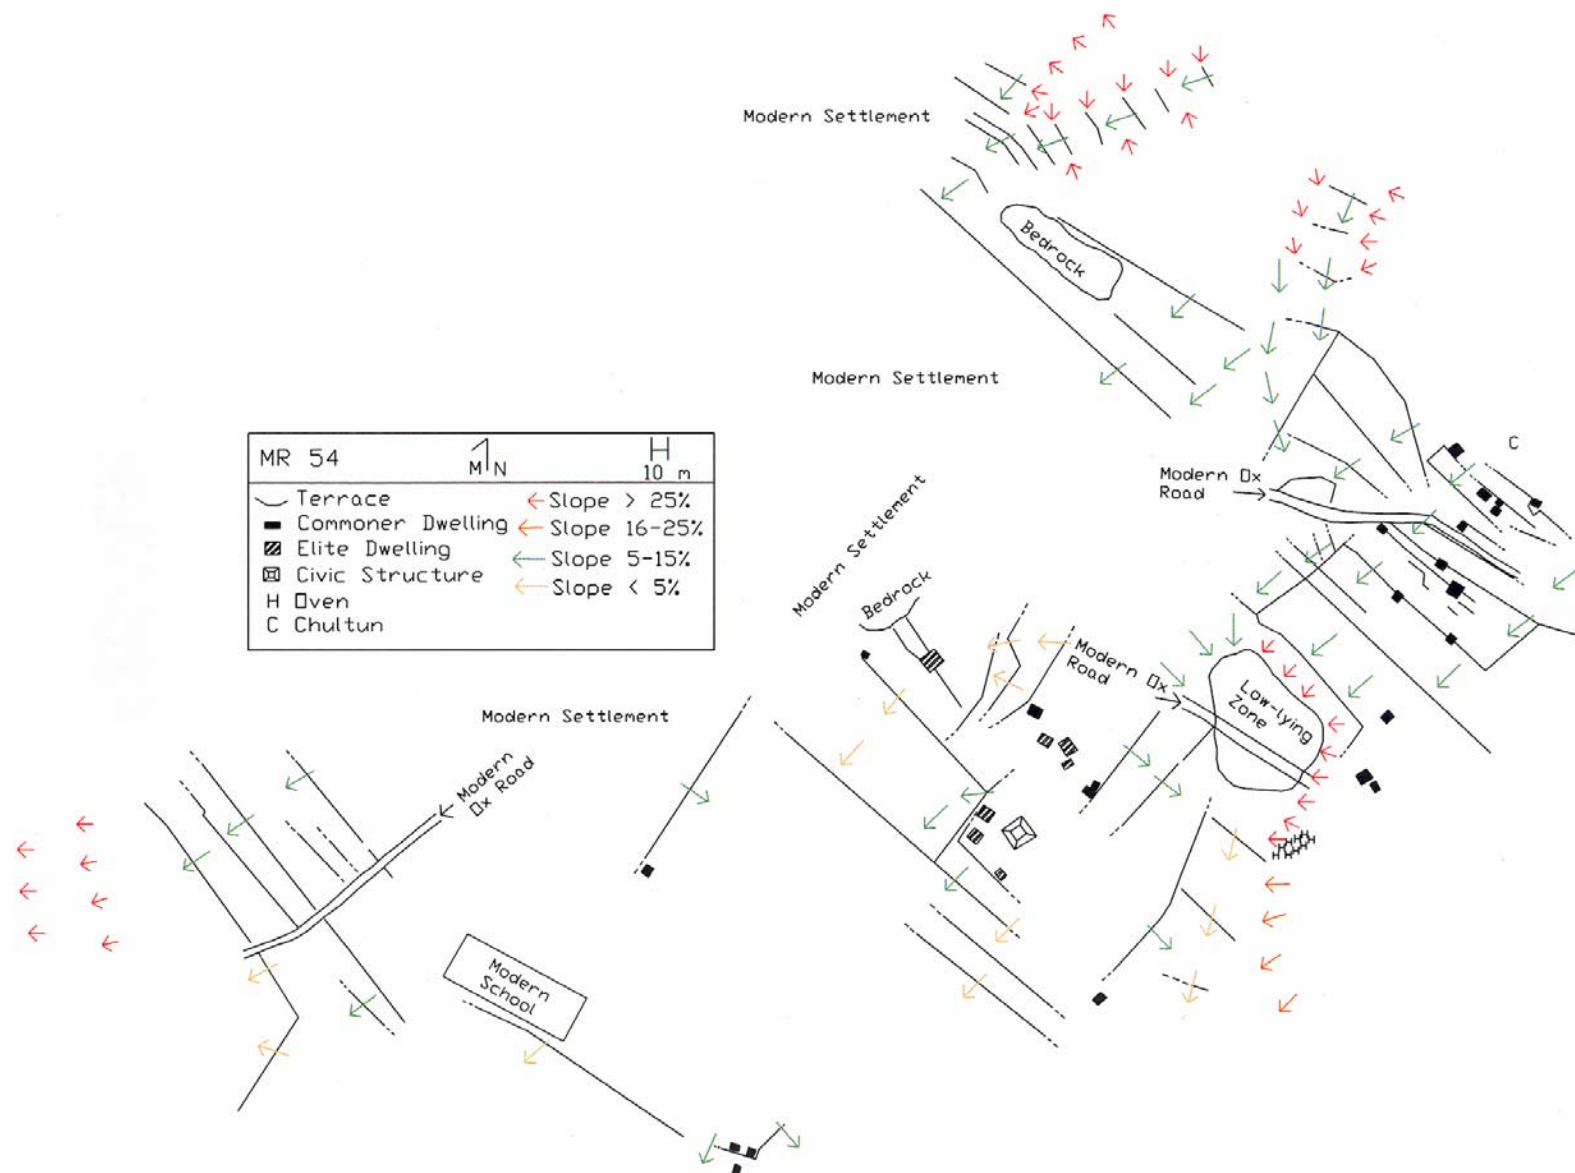 Modern Settlement
Bedrock
Modern Settlement
MR 54
M N
H
10 m
Terrace
Slope > 25%
Commoner Dwelling
Slope 16-25%
Elite Dwelling
Slope 5-15%
Civic Structure
Slope < 5%
H Oven
C Chultun
C
Modern Ox
Road
Modern Settlement
Bedrock
Modern Ox
Road
Low-lying
Zone
Modern Settlement
Modern
Ox Road
H H H H H H
Modern
School